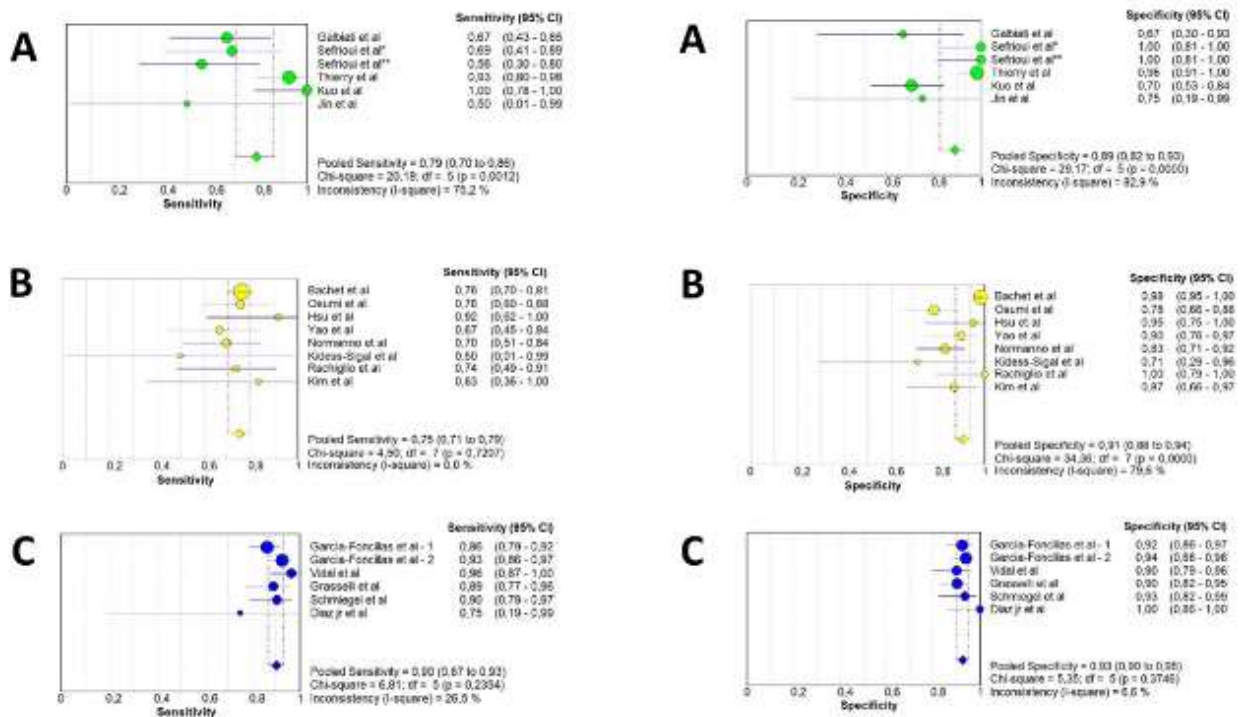 A
Sensitivity (95% CI)
Galbiati et al 0,67 (0,43 - 0,85
Sefrioui et al* 0,69 (0,41 - 0,89
Sefrioui et al** 0,56 (0,30 - 0,80
Thierry et al 0,93 (0,80 - 0,98
Kuo et al 1,00 (0,78 - 1,00
Jin et al 0,50 (0,01 - 0,99
Pooled Sensitivity = 0,79 (0,70 to 0,86)
Chi-square = 20,18; df = 5 (p = 0,0012)
Inconsistency (I-square) = 75,2 %
0 0,2 0,4 0,6 0,8 1
Sensitivity
A
Specificity (95% CI)
Galbiati et al 0,67 (0,30 - 0,93
Sefrioui et al* 1,00 (0,81 - 1,00
Sefrioui et al** 1,00 (0,81 - 1,00
Thierry et al 0,98 (0,91 - 1,00
Kuo et al 0,70 (0,53 - 0,84
Jin et al 0,75 (0,19 - 0,99
Pooled Specificity = 0,89 (0,82 to 0,93)
Chi-square = 29,17; df = 5 (p = 0,0000)
Inconsistency (I-square) = 82,9 %
0 0,2 0,4 0,6 0,8 1
Specificity
B
Sensitivity (95% CI)
Bachet et al 0,76 (0,70 - 0,81
Osumi et al (0,60 - 0,88
Hsu et al 0,92 (0,62 - 1,00
Yao et al 0,67 (0,45 - 0,84
Normanno et al 0,70 (0,51 - 0,84
Kidess-Sigal et al 0,50 (0,01 - 0,99
Rachiglio et al 0,74 (0,49 - 0,91
Kim et al 0,83 (0,36 - 1,00
Pooled Sensitivity = 0,75 (0,71 to 0,79)
Chi-square = 4,50; df = 7 (p = 0,7207)
Inconsistency (I-square) = 0,0 %
0 0,2 0,4 0,6 0,8 1
Sensitivity
B
Specificity (95% CI)
Bachet et al (0,95 - 1,00
Osumi et al 0,78 (0,66 - 0,88
Hsu et al 0,95 (0,75 - 1,00
Yao et al 0,90 (0,76 - 0,97
Normanno et al 0,83 (0,71 - 0,92
Kidess-Sigal et al 0,71 (0,29 - 0,96
Rachiglio et al 1,00 (0,79 - 1,00
Kim et al 0,87 (0,66 - 0,97
Pooled Specificity = 0,91 (0,88 to 0,94)
Chi-square = 34,36; df = 7 (p = 0,0000)
Inconsistency (I-square) = 79,6 %
0 0,2 0,4 0,6 0,8 1
Specificity
C
Sensitivity (95% CI)
Garcia-Foncillas et al - 1 0,86 (0,79 - 0,92
Garcia-Foncillas et al - 2 0,93 (0,86 - 0,97
Vidal et al (0,87 - 1,00
Grasselli et al 0,89 (0,77 - 0,96
Schmiegel et al 0,90 (0,79 - 0,97
Diaz jr et al 0,75 (0,19 - 0,99
Pooled Sensitivity = 0,90 (0,87 to 0,93)
Chi-square = 6,81; df = 5 (p = 0,2354)
Inconsistency (I-square) = 26,5 %
0 0,2 0,4 0,6 0,8 1
Sensitivity
C
Specificity (95% CI)
Garcia-Foncillas et al - 1 0,92 (0,86 - 0,97
Garcia-Foncillas et al - 2 0,94 (0,88 - 0,98
Vidal et al 0,90 (0,79 - 0,96
Grasselli et all 0,90 (0,82 - 0,95
Schmiegel et al 0,93 (0,82 - 0,99
Diaz jr et al 1,00 (0,86 - 1,00
Pooled Specificity = 0,93 (0,90 to 0,95)
Chi-square = 5,35; df = 5 (p = 0,3746)
Inconsistency (I-square) = 6,6 %
0 0,2 0,4 0,6 0,8 1
Specificity